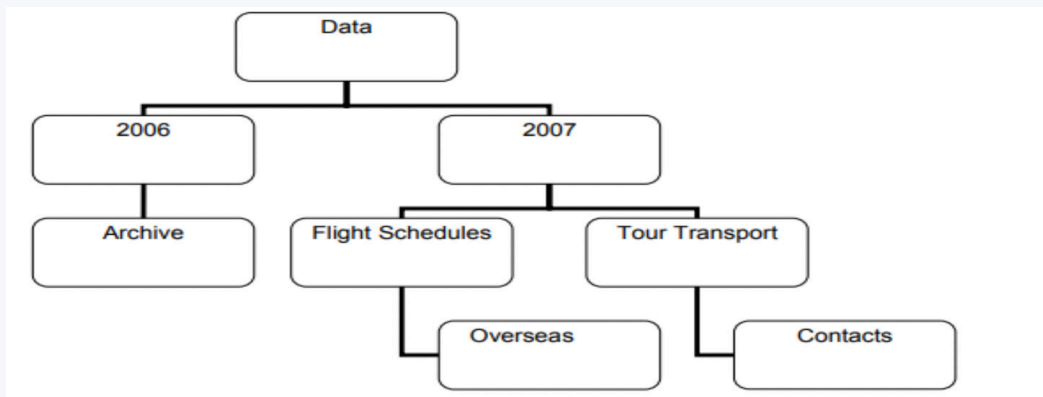 Data
2006
2007
Archive
Flight Schedules
Tour Transport
Overseas
Contacts